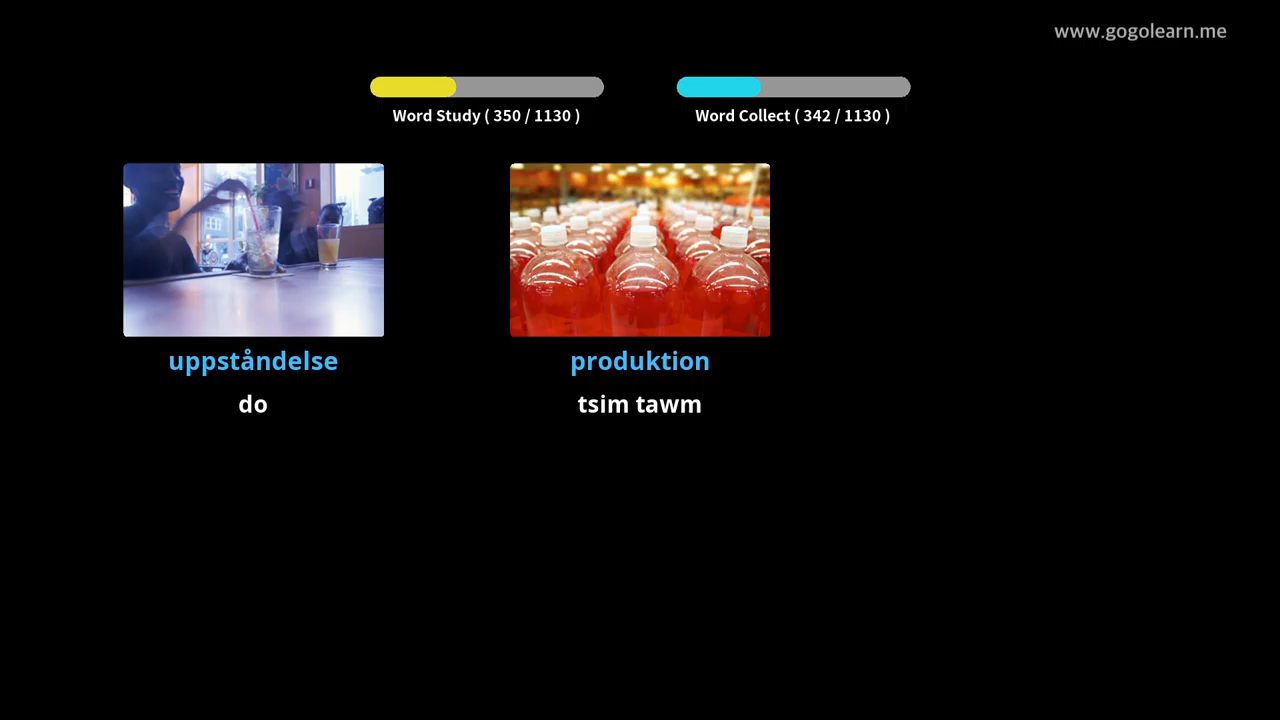 www.gogolearn.me
Word Study ( 350 / 1130 )
Word Collect ( 342 / 1130 )
uppståndelse
produktion
do
tsim tawm